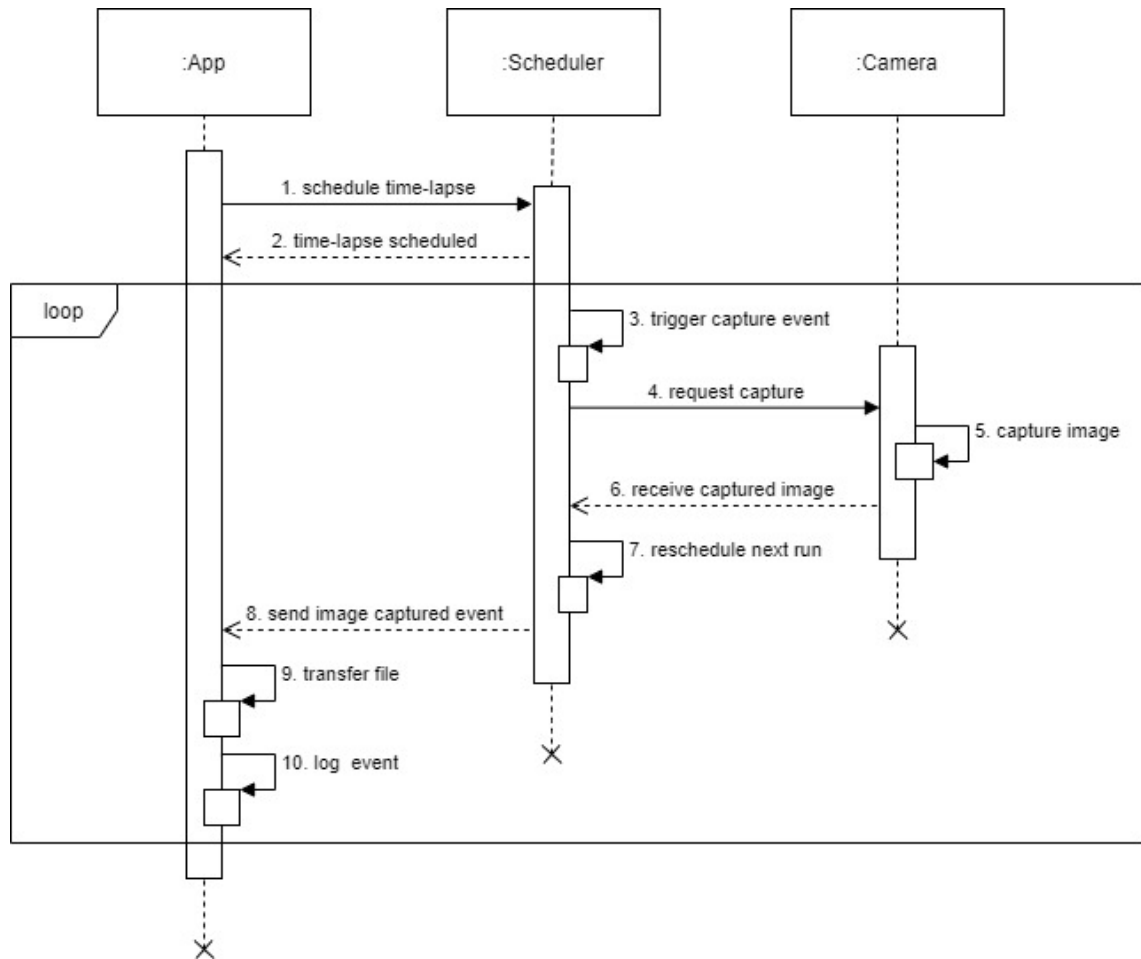 :App
:Scheduler
:Camera
1. schedule time-lapse
2. time-lapse scheduled
loop
3. trigger capture event
4. request capture
5. capture image
6. receive captured image
7. reschedule next run
8. send image captured event
9. transfer file
10. log  event